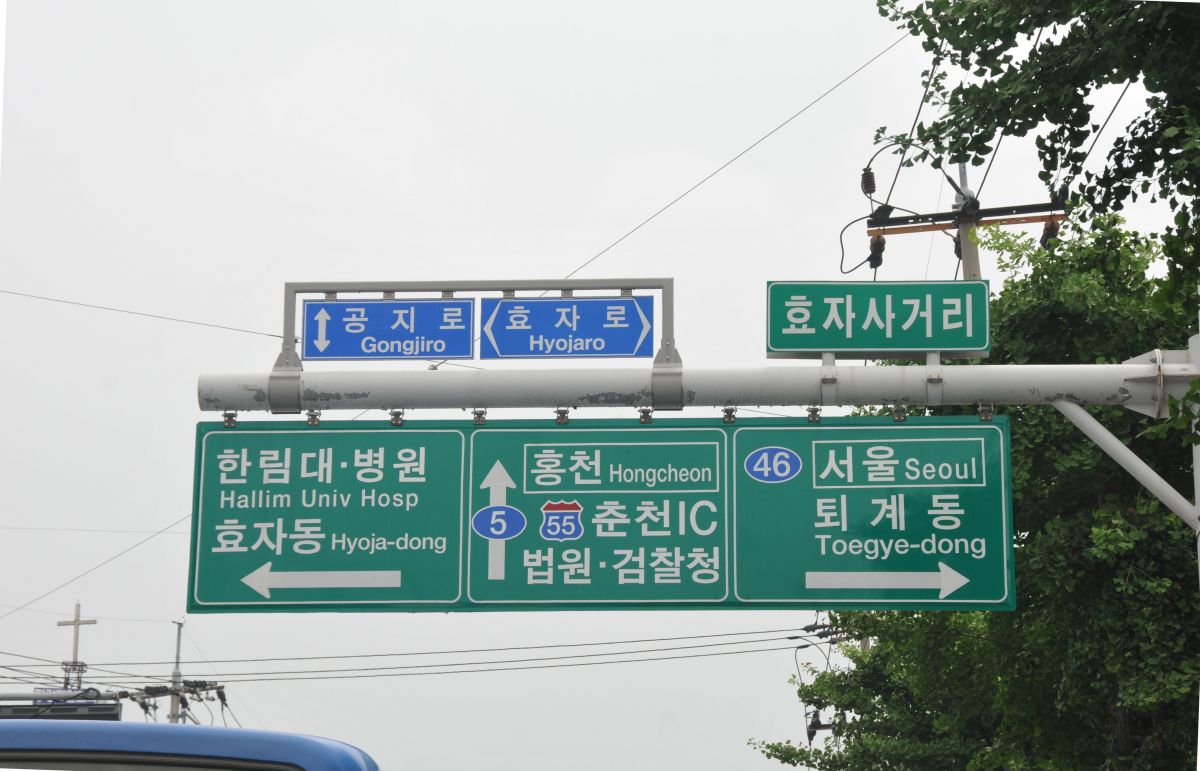 공지로
Gongjiro
효자로
Hyojaro
효자사거리
한림대·병원
Hallim Univ Hosp
효자동 Hyoja-dong
홍천 Hongcheon
5 55 춘천IC
법원·검찰청
46 서울 Seoul
퇴계동
Toegye-dong